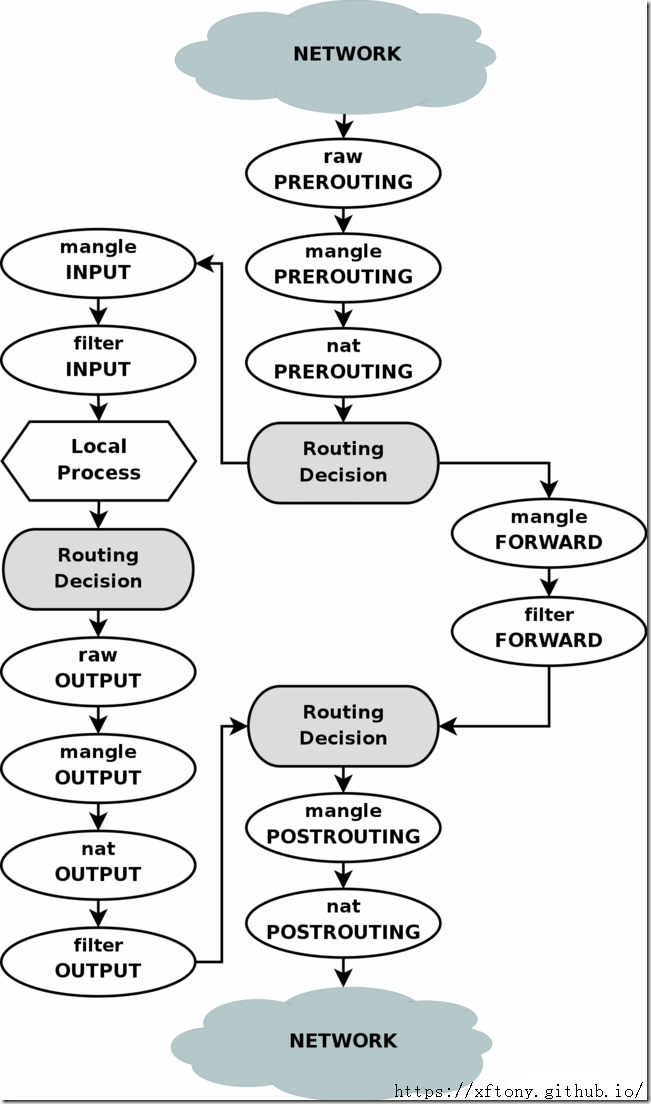 NETWORK
raw
PREROUTING
mangle
PREROUTING
nat
PREROUTING
Routing
Decision
mangle
INPUT
filter
INPUT
Local
Process
Routing
Decision
raw
OUTPUT
mangle
OUTPUT
nat
OUTPUT
filter
OUTPUT
mangle
FORWARD
filter
FORWARD
Routing
Decision
mangle
POSTROUTING
nat
POSTROUTING
NETWORK
https://xftony.github.io/